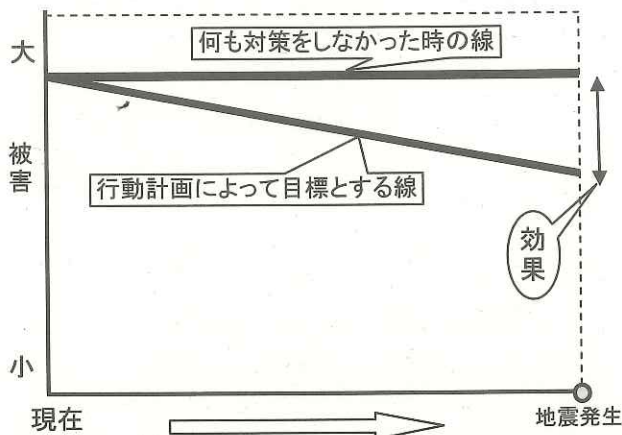 大
何も対策をしなかった時の線
被害
行動計画によって目標とする線
効果
小
現在
地震発生